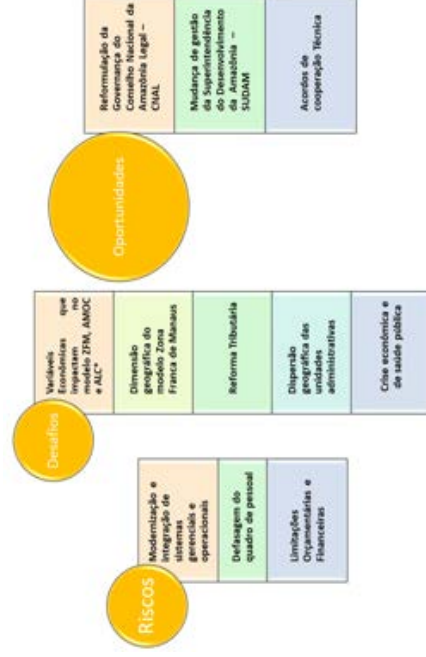 Riscos
Modernização e
integração de
sistemas
gerenciais e
operacionais
Defasagem do
quadro de pessoal
Limitações
Orçamentárias e
Financeiras
Desafios
Variáveis
Econômicas que
impactam no
modelo ZFM, AMOC
e ALC*
Dimensão
geográfica do
modelo Zona
Franca de Manaus
Reforma Tributária
Dispersão
geográfica das
unidades
administrativas
Crise econômica e
de saúde pública
Oportunidades
Reformulação da
Governança do
Conselho Nacional da
Amazônia Legal –
CNAL
Mudança de gestão
da Superintendência
do Desenvolvimento
da Amazônia –
SUDAM
Acordos de
cooperação Técnica